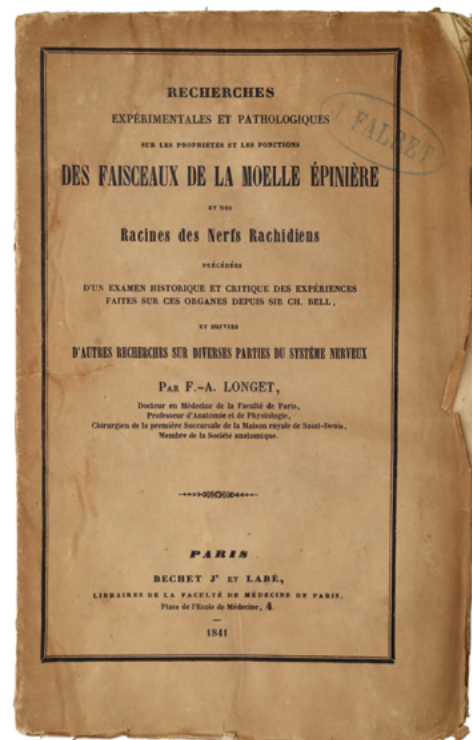 RECHERCHES
EXPÉRIMENTALES ET PATHOLOGIQUES
SUR LES PROPRIÉTÉS ET LES FONCTIONS
DES FAISCEAUX DE LA MOELLE ÉPINIÈRE
ET DES
Racines des Nerfs Rachidiens
PRÉCÉDÉES
D'UN EXAMEN HISTORIQUE ET CRITIQUE DES EXPÉRIENCES
FAITES SUR CES ORGANES DEPUIS SIR CH. BELL,
ET SUIVIES
D'AUTRES RECHERCHES SUR DIVERSES PARTIES DU SYSTÈME NERVEUX
PAR F.-A. LONGET,
Docteur en Médecine de la Faculté de Paris,
Professeur d'Anatomie et de Physiologie,
Chirurgien de la première Succursale de la Maison royale de Saint-Denis,
Membre de la Société anatomique.
PARIS
BECHET Je ET LABÉ,
LIBRAIRES DE LA FACULTÉ DE MÉDECINE DE PARIS,
Place de l'Ecole de Médecine, 4.
1841
J. FALRET